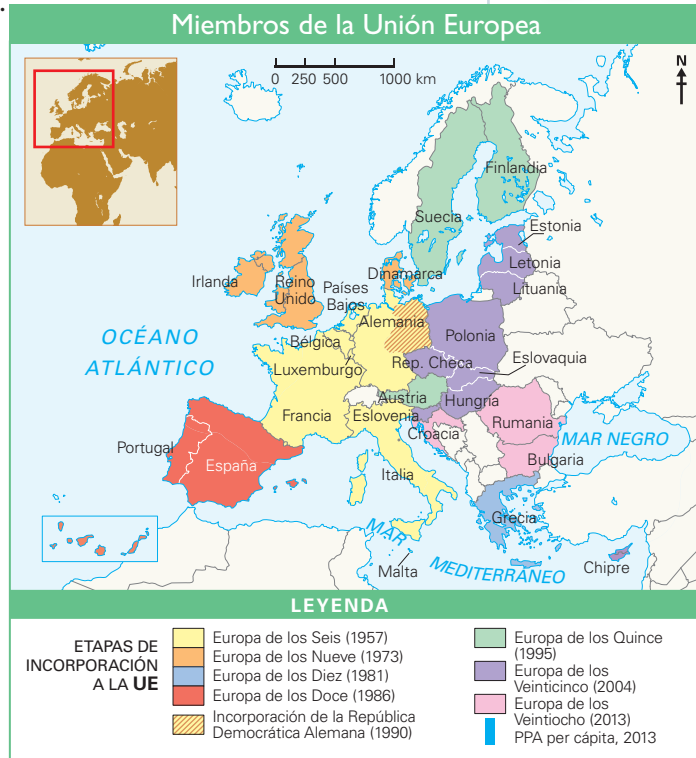 Miembros de la Unión Europea
0 250 500 1000 km
N
Finlandia
Suecia
Estonia
Letonia
Lituania
Irlanda
Reino
Unido
Dinamarca
Países
Bajos
Alemania
Polonia
OCÉANO
ATLÁNTICO
Bélgica
Luxemburgo
Rep. Checa
Eslovaquia
Austria
Hungría
Francia
Eslovenia
Croacia
Rumania
MAR NEGRO
Portugal
España
Italia
Bulgaria
Grecia
MAR
MEDITERRÁNEO
Malta
Chipre
LEYENDA
ETAPAS DE
INCORPORACIÓN
A LA UE
Europa de los Seis (1957)
Europa de los Nueve (1973)
Europa de los Diez (1981)
Europa de los Doce (1986)
Incorporación de la República
Democrática Alemana (1990)
Europa de los Quince
(1995)
Europa de los
Veinticinco (2004)
Europa de los
Veintiocho (2013)
PPA per cápita, 2013